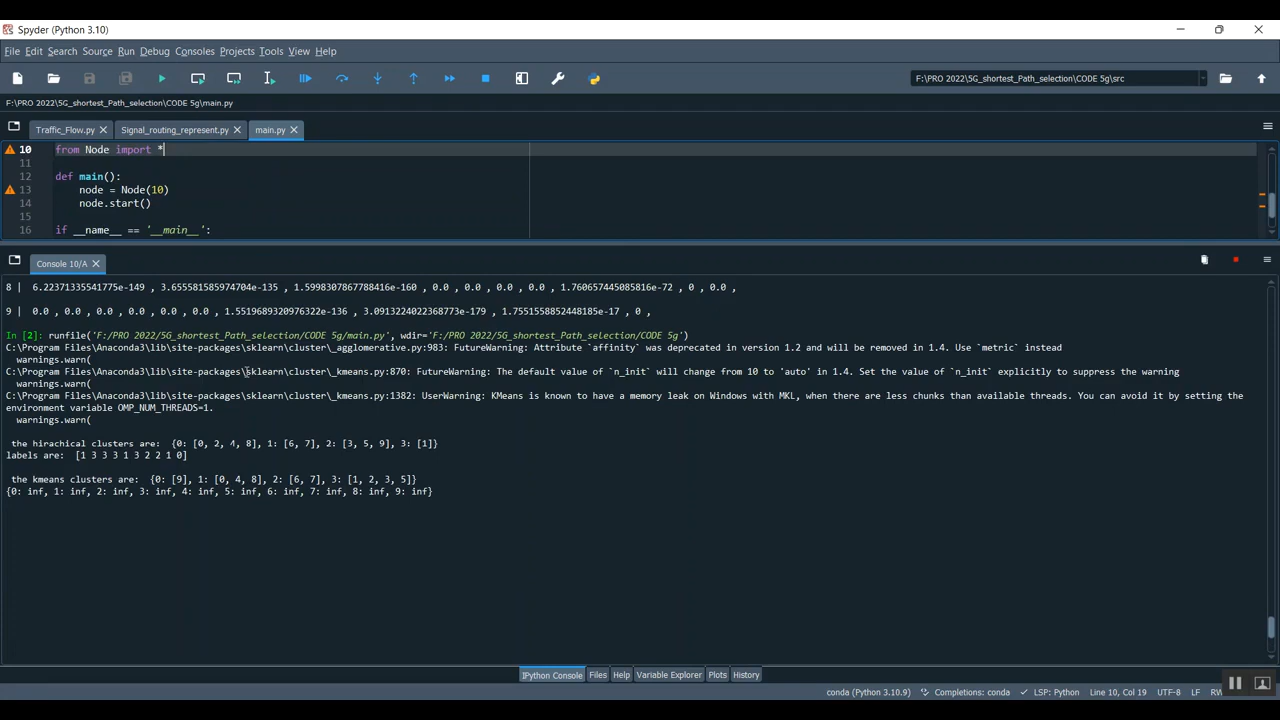 Spyder (Python 3.10)
File Edit Search Source Run Debug Consoles Projects Tools View Help
F:\PRO 2022\5G_shortest_Path_selection\CODE 5g\src
F:\PRO 2022\5G_shortest_Path_selection\CODE 5g\main.py
Traffic_Flow.py Signal_routing_represent.py main.py
10 from Node import *
11
12 def main():
13 node = Node(10)
14 node.start()
15
16 if __name__ == '__main__':
Console 10/A
8 | 6.22371335541775e-149 , 3.655581585974704e-135 , 1.5998307867788416e-160 , 0.0 , 0.0 , 0.0 , 0.0 , 1.760657445085816e-72 , 0 , 0.0 ,
9 | 0.0 , 0.0 , 0.0 , 0.0 , 0.0 , 0.0 , 1.5519689320976322e-136 , 3.0913224022368773e-179 , 1.7551558852448185e-17 , 0 ,
In [2]: runfile('F:/PRO 2022/5G_shortest_Path_selection/CODE 5g/main.py', wdir='F:/PRO 2022/5G_shortest_Path_selection/CODE 5g')
C:\Program Files\Anaconda3\lib\site-packages\sklearn\cluster\_agglomerative.py:983: FutureWarning: Attribute `affinity` was deprecated in version 1.2 and will be removed in 1.4. Use `metric` instead
warnings.warn(
C:\Program Files\Anaconda3\lib\site-packages\sklearn\cluster\_kmeans.py:870: FutureWarning: The default value of `n_init` will change from 10 to 'auto' in 1.4. Set the value of `n_init` explicitly to suppress the warning
warnings.warn(
C:\Program Files\Anaconda3\lib\site-packages\sklearn\cluster\_kmeans.py:1382: UserWarning: KMeans is known to have a memory leak on Windows with MKL, when there are less chunks than available threads. You can avoid it by setting the
environment variable OMP_NUM_THREADS=1.
warnings.warn(
the hirachical clusters are: {0: [0, 2, 4, 8], 1: [6, 7], 2: [3, 5, 9], 3: [1]}
labels are: [1 3 3 3 1 3 2 2 1 0]
the kmeans clusters are: {0: [9], 1: [0, 4, 8], 2: [6, 7], 3: [1, 2, 3, 5]}
{0: inf, 1: inf, 2: inf, 3: inf, 4: inf, 5: inf, 6: inf, 7: inf, 8: inf, 9: inf}
IPython Console Files Help Variable Explorer Plots History
conda (Python 3.10.9) Completions: conda LSP: Python Line 10, Col 19 UTF-8 LF RW